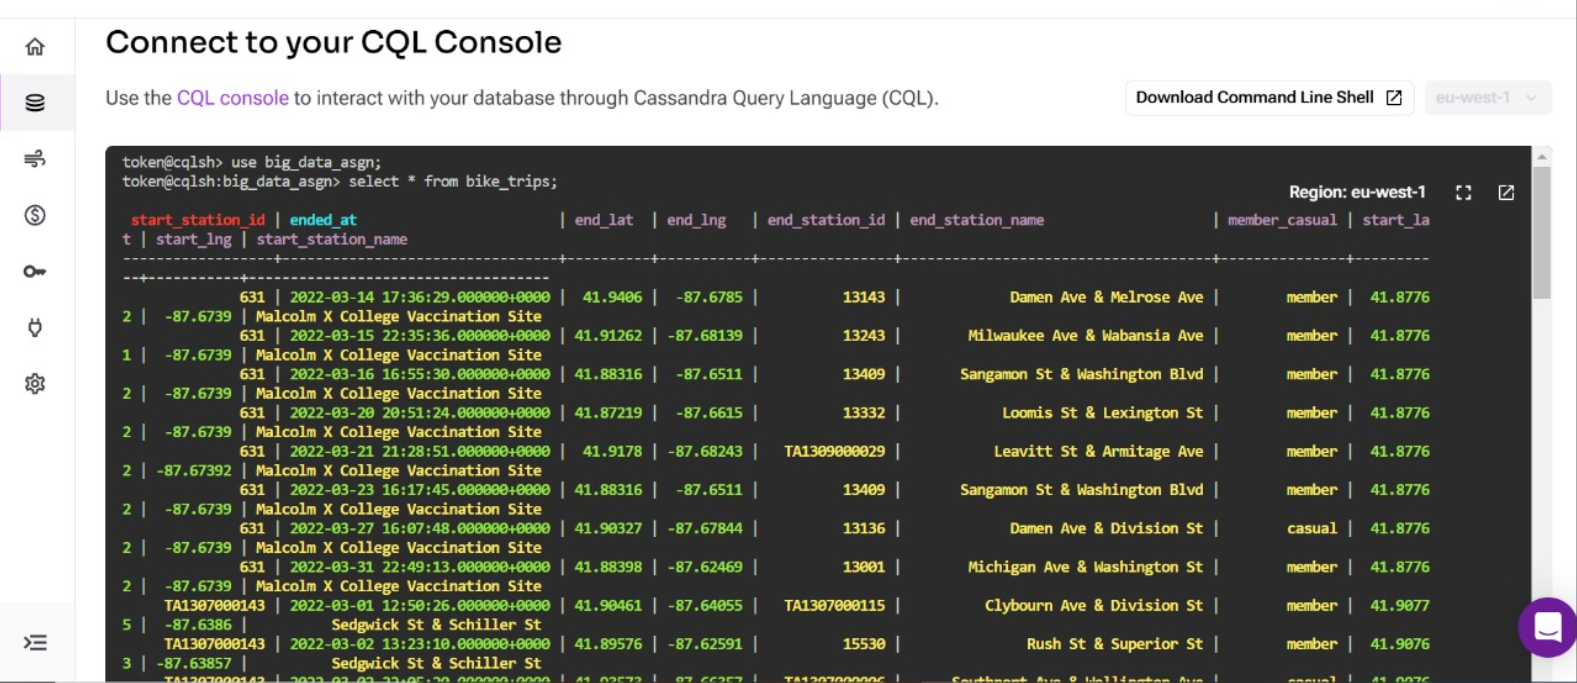 Connect to your CQL Console
Use the CQL console to interact with your database through Cassandra Query Language (CQL).
Download Command Line Shell
eu-west-1
token@cqlsh> use big_data_asgn;
token@cqlsh:big_data_asgn> select * from bike_trips;
Region: eu-west-1
start_station_id | ended_at | end_lat | end_lng | end_station_id | end_station_name | member_casual | start_la
t | start_lng | start_station_name
------------------+---------------------------------+----------+-----------+----------------+-------------------------------------+---------------+---------
--+-----------+---------------------------------
631 | 2022-03-14 17:36:29.000000+0000 | 41.9406 | -87.6785 | 13143 | Damen Ave & Melrose Ave | member | 41.8776
2 | -87.6739 | Malcolm X College Vaccination Site
631 | 2022-03-15 22:35:36.000000+0000 | 41.91262 | -87.68139 | 13243 | Milwaukee Ave & Wabansia Ave | member | 41.8776
1 | -87.6739 | Malcolm X College Vaccination Site
631 | 2022-03-16 16:55:30.000000+0000 | 41.88316 | -87.6511 | 13409 | Sangamon St & Washington Blvd | member | 41.8776
2 | -87.6739 | Malcolm X College Vaccination Site
631 | 2022-03-20 20:51:24.000000+0000 | 41.87219 | -87.6615 | 13332 | Loomis St & Lexington St | member | 41.8776
2 | -87.6739 | Malcolm X College Vaccination Site
631 | 2022-03-21 21:28:51.000000+0000 | 41.9178 | -87.68243 | TA1309000029 | Leavitt St & Armitage Ave | member | 41.8776
2 | -87.67392 | Malcolm X College Vaccination Site
631 | 2022-03-23 16:17:45.000000+0000 | 41.88316 | -87.6511 | 13409 | Sangamon St & Washington Blvd | member | 41.8776
2 | -87.6739 | Malcolm X College Vaccination Site
631 | 2022-03-27 16:07:48.000000+0000 | 41.90327 | -87.67844 | 13136 | Damen Ave & Division St | casual | 41.8776
2 | -87.6739 | Malcolm X College Vaccination Site
631 | 2022-03-31 22:49:13.000000+0000 | 41.88398 | -87.62469 | 13001 | Michigan Ave & Washington St | member | 41.8776
2 | -87.6739 | Malcolm X College Vaccination Site
TA1307000143 | 2022-03-01 12:50:26.000000+0000 | 41.90461 | -87.64055 | TA1307000115 | Clybourn Ave & Division St | member | 41.9077
5 | -87.6386 | Sedgwick St & Schiller St
TA1307000143 | 2022-03-02 13:23:10.000000+0000 | 41.89576 | -87.62591 | 15530 | Rush St & Superior St | member | 41.9076
3 | -87.63857 | Sedgwick St & Schiller St